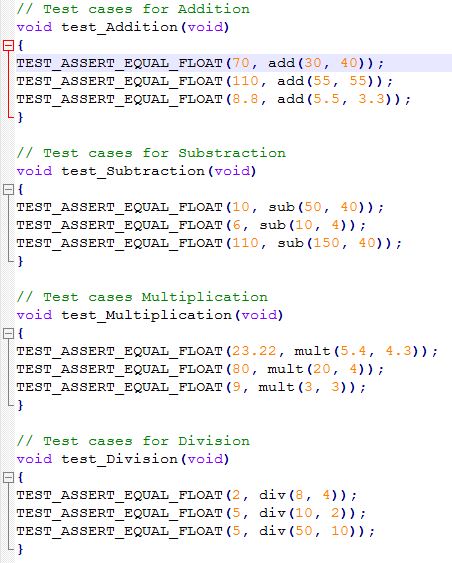 // Test cases for Addition
void test_Addition(void)
{
TEST_ASSERT_EQUAL_FLOAT(70, add(30, 40));
TEST_ASSERT_EQUAL_FLOAT(110, add(55, 55));
TEST_ASSERT_EQUAL_FLOAT(8.8, add(5.5, 3.3));
}
// Test cases for Substraction
void test_Subtraction(void)
{
TEST_ASSERT_EQUAL_FLOAT(10, sub(50, 40));
TEST_ASSERT_EQUAL_FLOAT(6, sub(10, 4));
TEST_ASSERT_EQUAL_FLOAT(110, sub(150, 40));
}
// Test cases Multiplication
void test_Multiplication(void)
{
TEST_ASSERT_EQUAL_FLOAT(23.22, mult(5.4, 4.3));
TEST_ASSERT_EQUAL_FLOAT(80, mult(20, 4));
TEST_ASSERT_EQUAL_FLOAT(9, mult(3, 3));
}
// Test cases for Division
void test_Division(void)
{
TEST_ASSERT_EQUAL_FLOAT(2, div(8, 4));
TEST_ASSERT_EQUAL_FLOAT(5, div(10, 2));
TEST_ASSERT_EQUAL_FLOAT(5, div(50, 10));
}